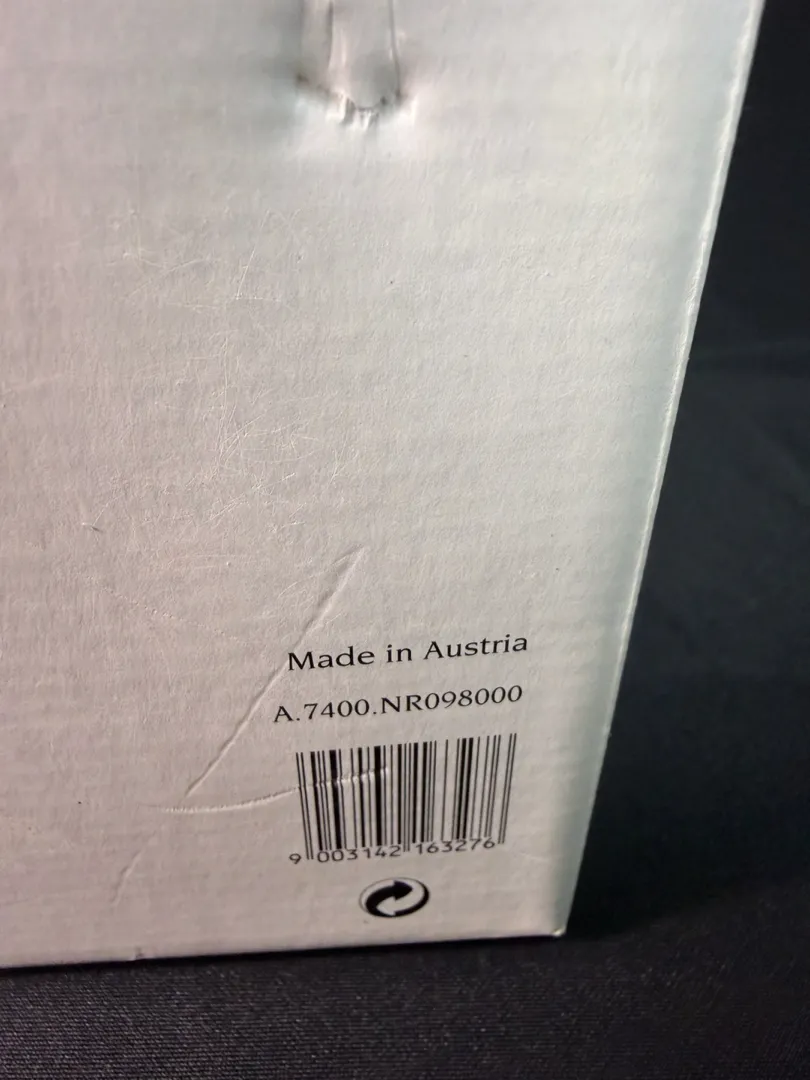 Made in Austria
A.7400.NR098000
9 003142 163276